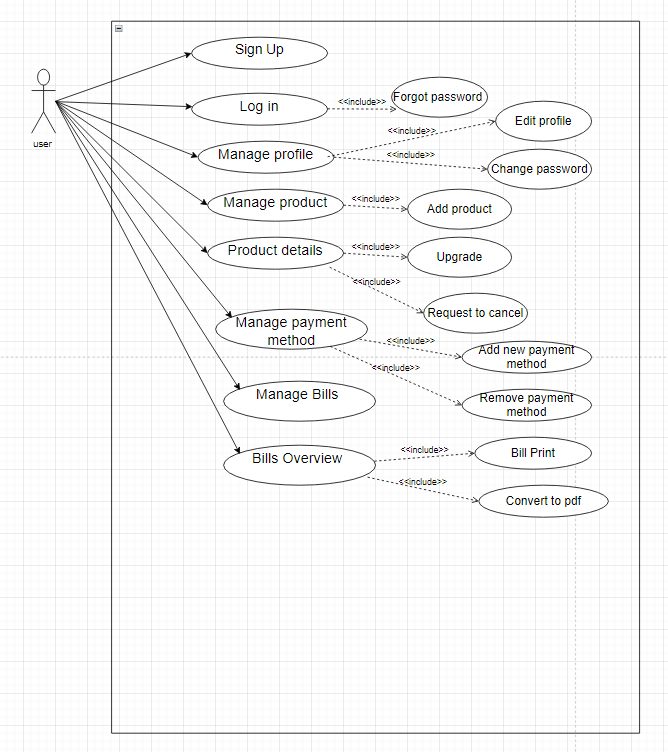 Sign Up
Log in
<<include>>
Forgot password
user
Manage profile
<<include>>
Edit profile
<<include>>
Change password
Manage product
<<include>>
Add product
Product details
<<include>>
Upgrade
<<include>>
Request to cancel
Manage payment
method
<<include>>
Add new payment
method
<<include>>
Remove payment
method
Manage Bills
Bills Overview
<<include>>
Bill Print
<<include>>
Convert to pdf